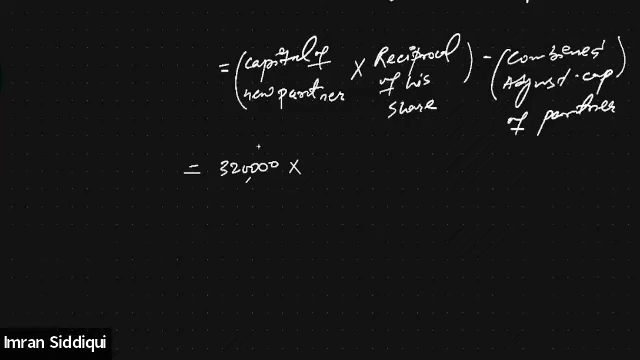 = (Capital of new partner × Reciprocal of his share) - (Combined Adjust. cap of partner)
= 320,000 ×
Imran Siddiqui